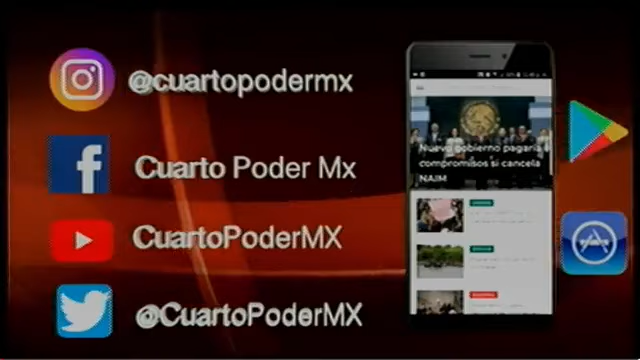 @cuartopodermx
Cuarto Poder Mx
CuartoPoderMX
@CuartoPoderMX
Nuevo gobierno pagaría
compromisos si cancela
NAIM